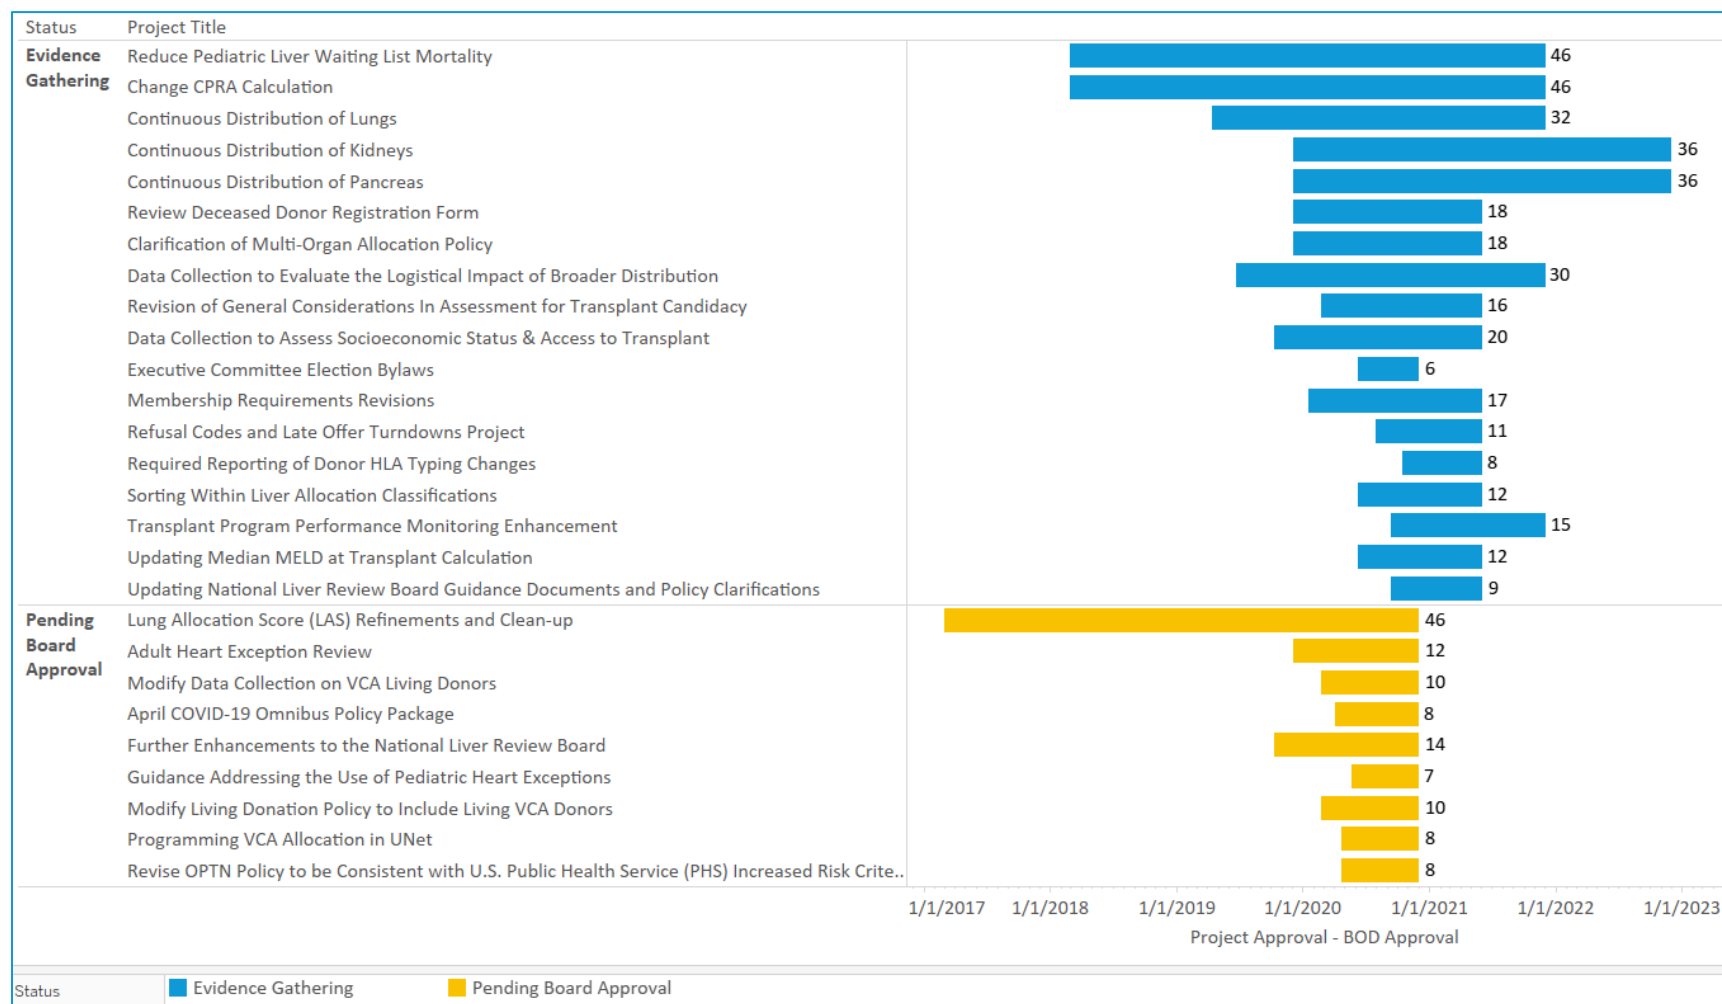 Status Project Title
Evidence Gathering
Reduce Pediatric Liver Waiting List Mortality 46
Change CPRA Calculation 46
Continuous Distribution of Lungs 32
Continuous Distribution of Kidneys 36
Continuous Distribution of Pancreas 36
Review Deceased Donor Registration Form 18
Clarification of Multi-Organ Allocation Policy 18
Data Collection to Evaluate the Logistical Impact of Broader Distribution 30
Revision of General Considerations In Assessment for Transplant Candidacy 16
Data Collection to Assess Socioeconomic Status & Access to Transplant 20
Executive Committee Election Bylaws 6
Membership Requirements Revisions 17
Refusal Codes and Late Offer Turndowns Project 11
Required Reporting of Donor HLA Typing Changes 8
Sorting Within Liver Allocation Classifications 12
Transplant Program Performance Monitoring Enhancement 15
Updating Median MELD at Transplant Calculation 12
Updating National Liver Review Board Guidance Documents and Policy Clarifications 9
Pending Board Approval
Lung Allocation Score (LAS) Refinements and Clean-up 46
Adult Heart Exception Review 12
Modify Data Collection on VCA Living Donors 10
April COVID-19 Omnibus Policy Package 8
Further Enhancements to the National Liver Review Board 14
Guidance Addressing the Use of Pediatric Heart Exceptions 7
Modify Living Donation Policy to Include Living VCA Donors 10
Programming VCA Allocation in UNet 8
Revise OPTN Policy to be Consistent with U.S. Public Health Service (PHS) Increased Risk Crite.. 8
1/1/2017 1/1/2018 1/1/2019 1/1/2020 1/1/2021 1/1/2022 1/1/2023
Project Approval - BOD Approval
Status Evidence Gathering Pending Board Approval